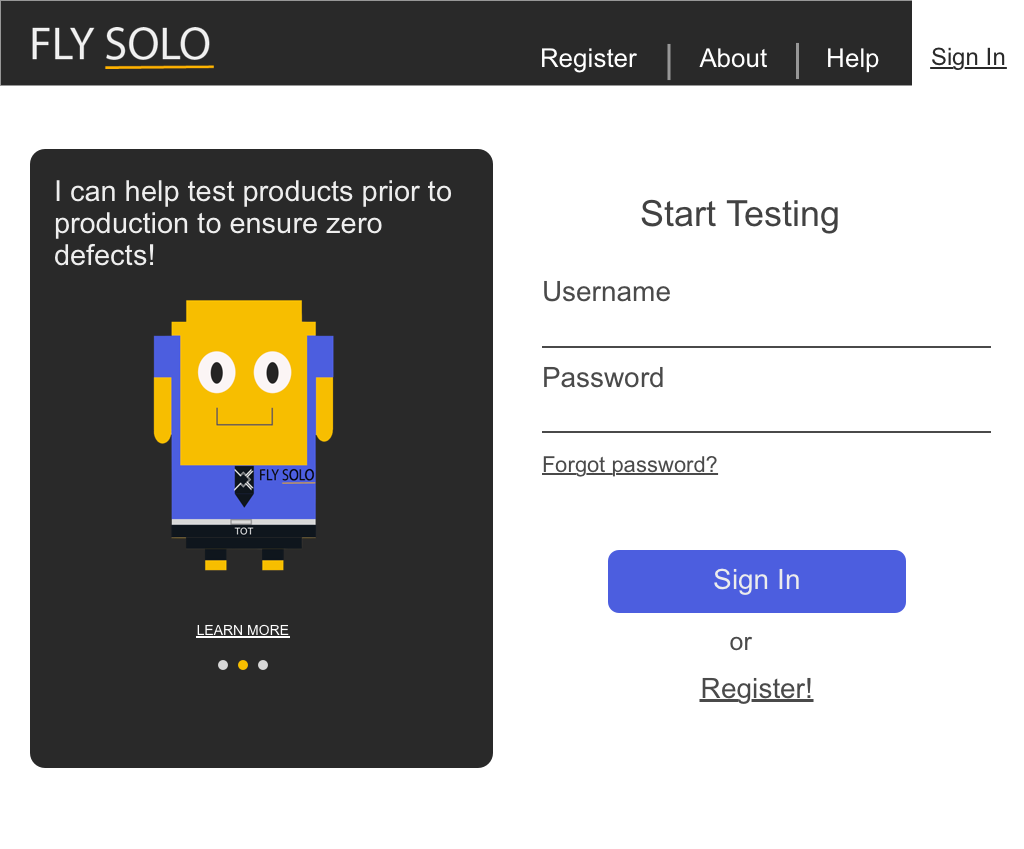 FLY SOLO
Register | About | Help
Sign In
I can help test products prior to
production to ensure zero
defects!
FLY SOLO
TOT
LEARN MORE
Start Testing
Username
Password
Forgot password?
Sign In
or
Register!